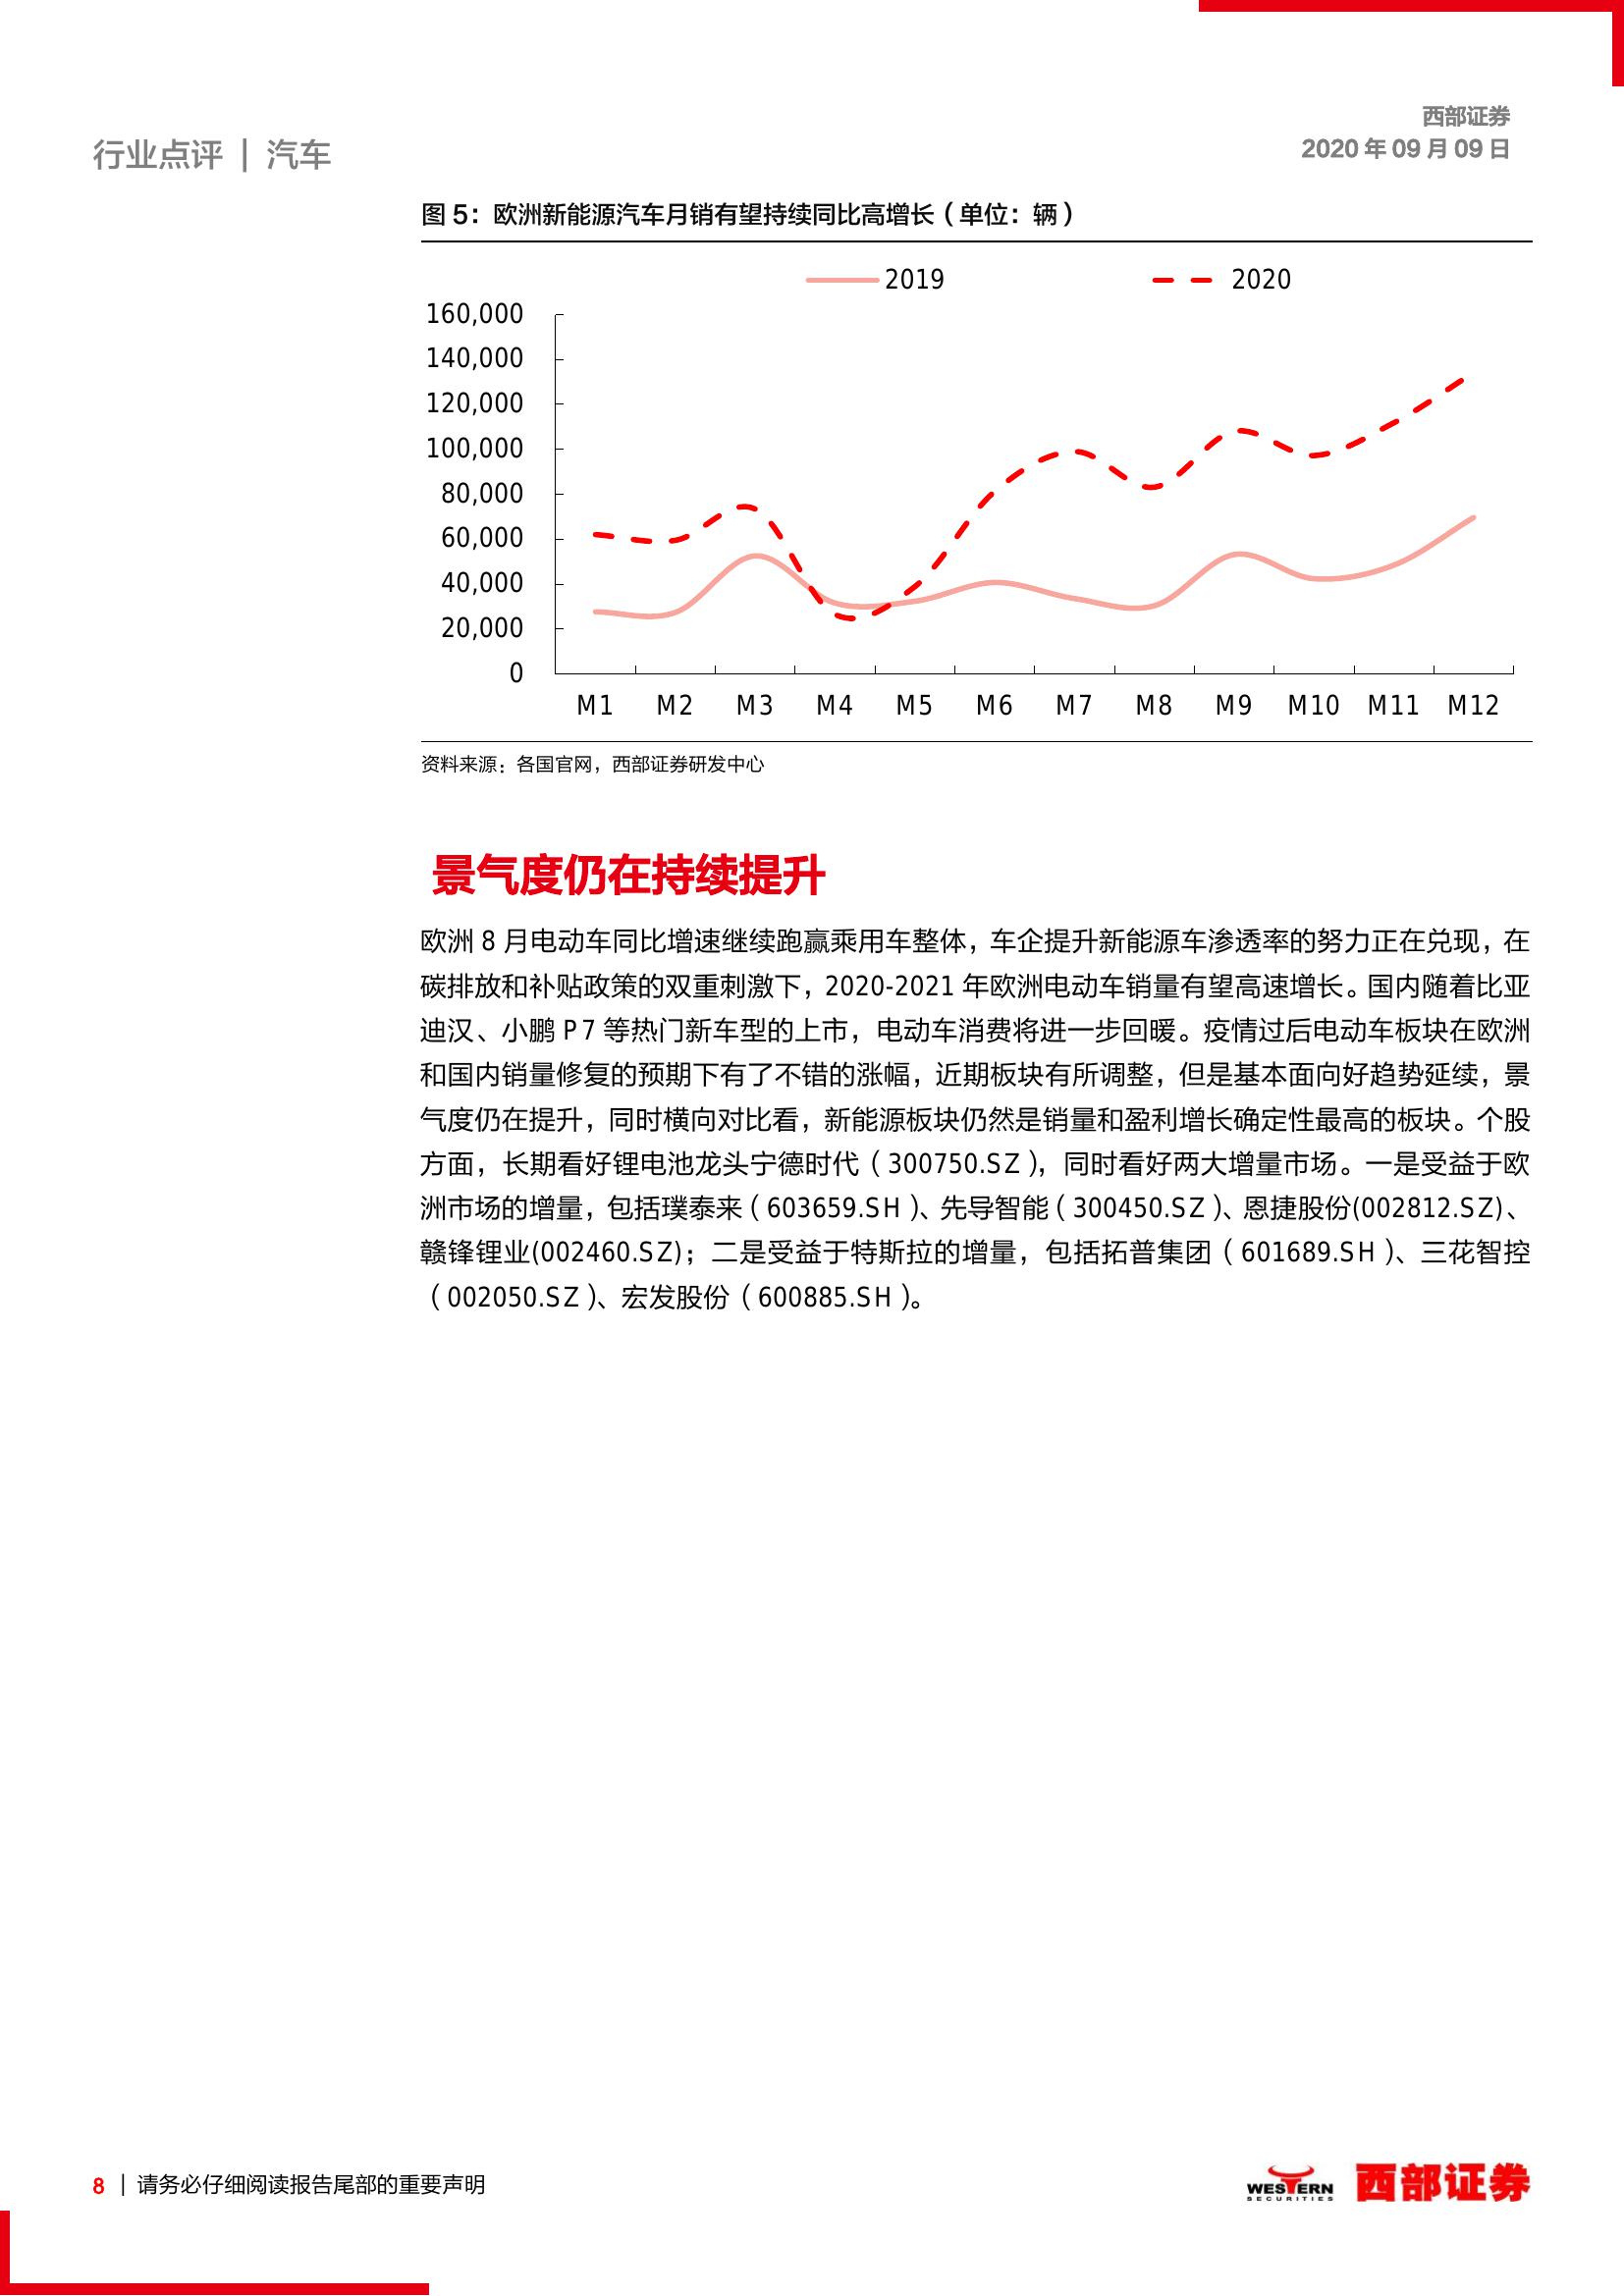 西部证券
2020 年 09 月 09 日
行业点评 | 汽车
图 5：欧洲新能源汽车月销有望持续同比高增长（单位：辆）
2019 2020
160,000
140,000
120,000
100,000
80,000
60,000
40,000
20,000
0
M1 M2 M3 M4 M5 M6 M7 M8 M9 M10 M11 M12
资料来源：各国官网，西部证券研发中心
景气度仍在持续提升
欧洲 8 月电动车同比增速继续跑赢乘用车整体，车企提升新能源车渗透率的努力正在兑现，在
碳排放和补贴政策的双重刺激下，2020-2021 年欧洲电动车销量有望高速增长。国内随着比亚
迪汉、小鹏 P7 等热门新车型的上市，电动车消费将进一步回暖。疫情过后电动车板块在欧洲
和国内销量修复的预期下有了不错的涨幅，近期板块有所调整，但是基本面向好趋势延续，景
气度仍在提升，同时横向对比看，新能源板块仍然是销量和盈利增长确定性最高的板块。个股
方面，长期看好锂电池龙头宁德时代（300750.SZ），同时看好两大增量市场。一是受益于欧
洲市场的增量，包括璞泰来（603659.SH）、先导智能（300450.SZ）、恩捷股份(002812.SZ)、
赣锋锂业(002460.SZ)；二是受益于特斯拉的增量，包括拓普集团（601689.SH）、三花智控
（002050.SZ）、宏发股份（600885.SH）。
8 | 请务必仔细阅读报告尾部的重要声明
WESTERN
SECURITIES
西部证券